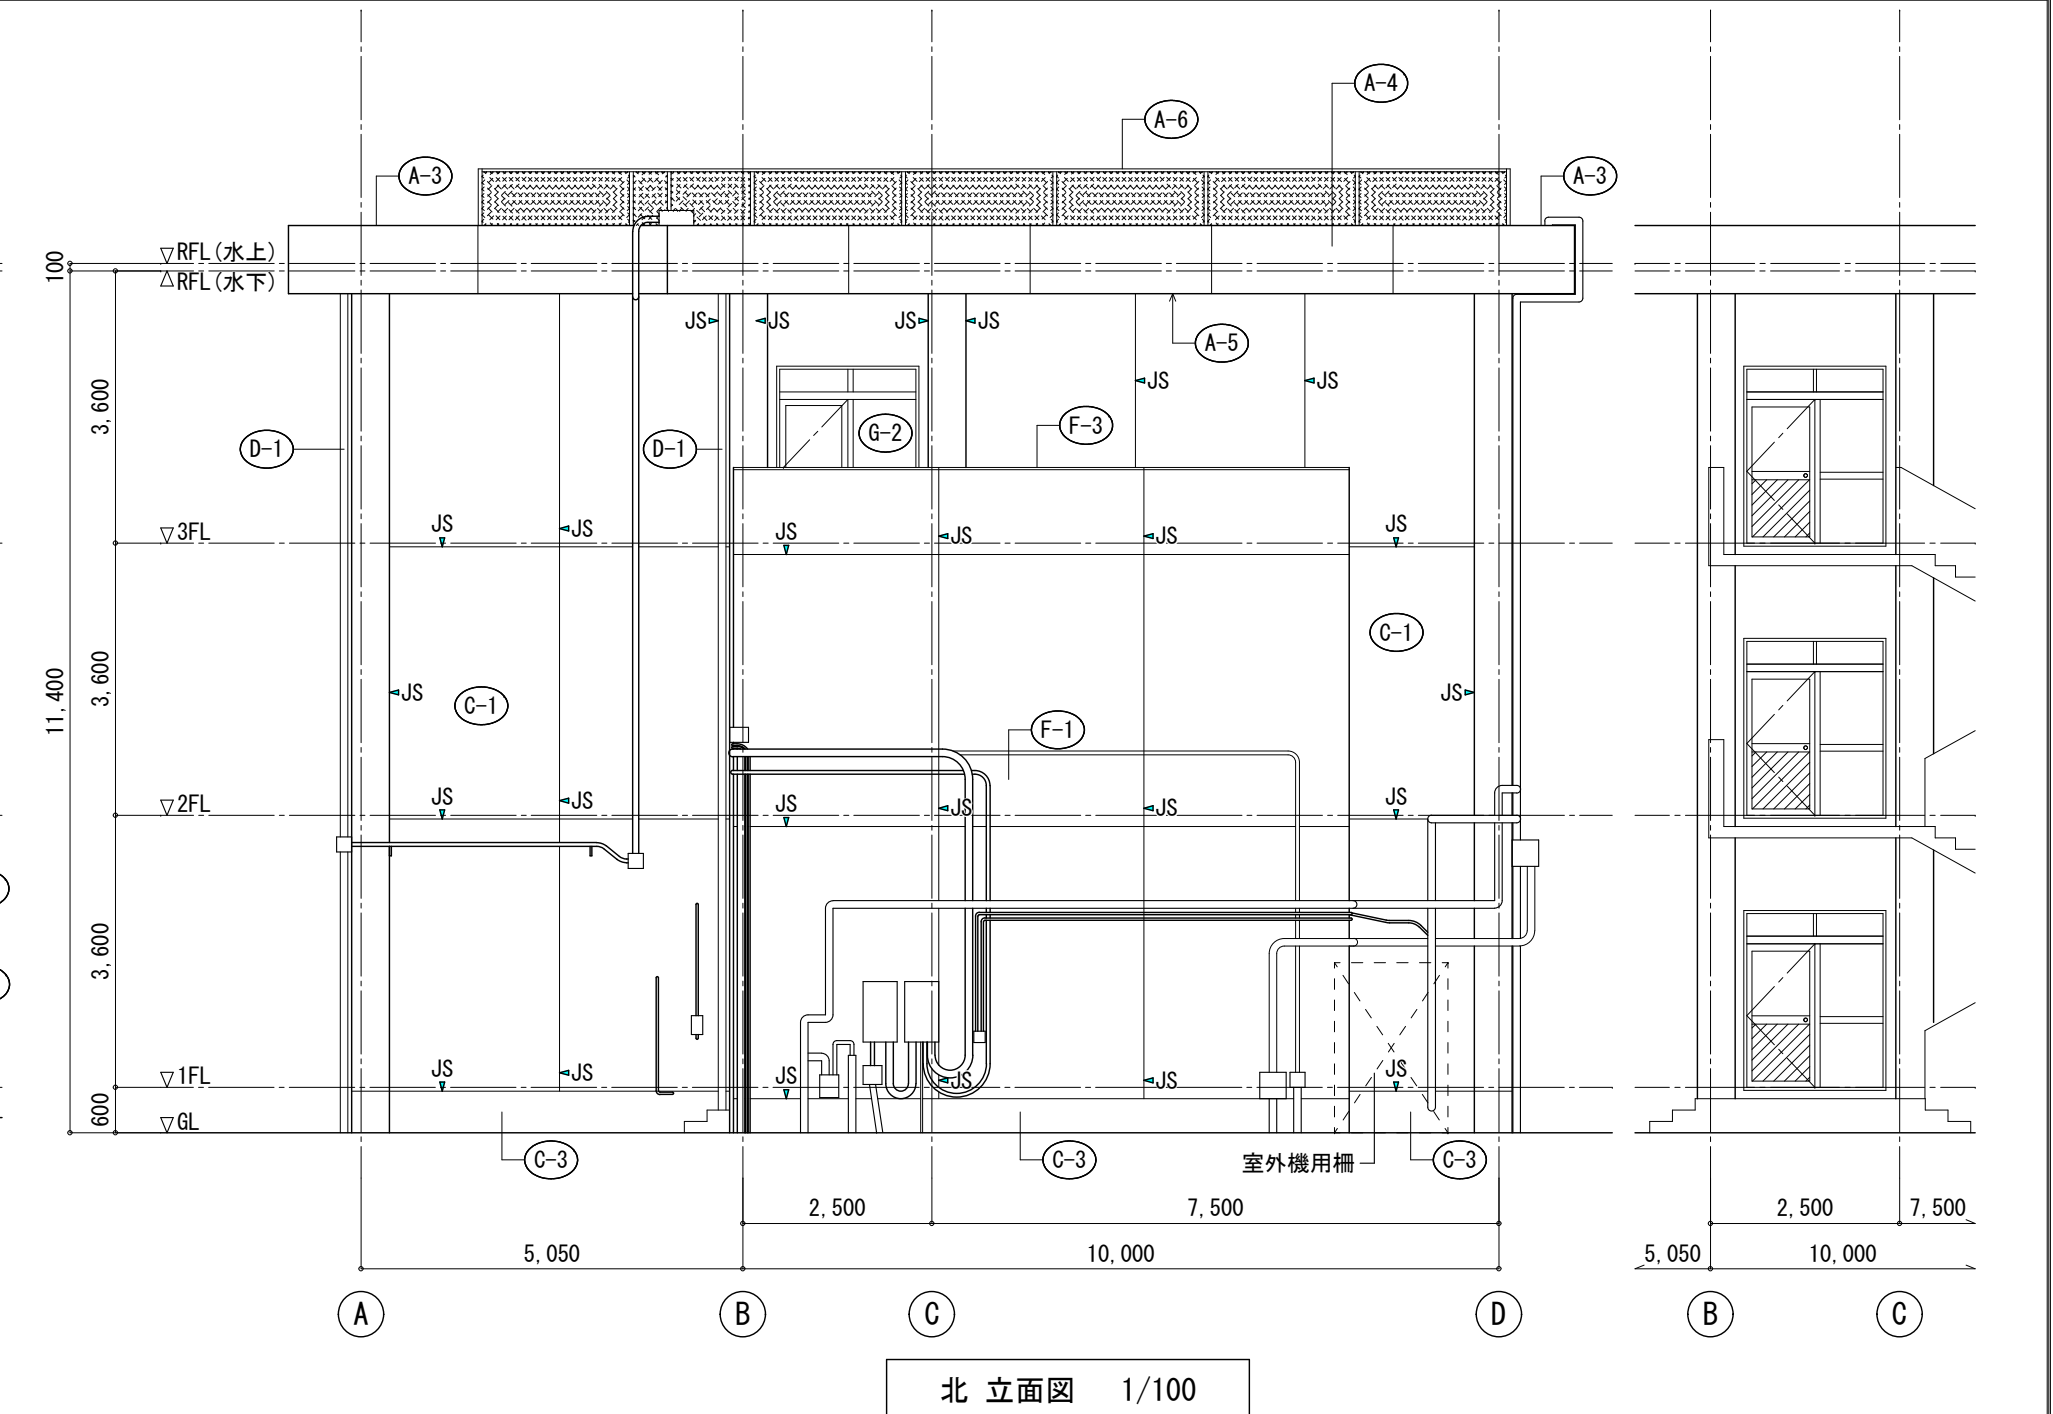 A-4
A-6
A-3
A-3
RFL(水上)
100
RFL(水下)
JS
JS
JS
JS
A-5
JS
JS
3,600
D-1
D-1
G-2
F-3
3FL
JS
JS
JS
JS
JS
JS
C-1
3,600
11,400
JS
C-1
JS
F-1
2FL
JS
JS
JS
JS
JS
JS
3,600
1FL
JS
JS
JS
JS
JS
JS
600
GL
C-3
C-3
室外機用柵
C-3
2,500
7,500
2,500
7,500
5,050
10,000
5,050
10,000
A
B
C
D
B
C
北 立面図 1/100